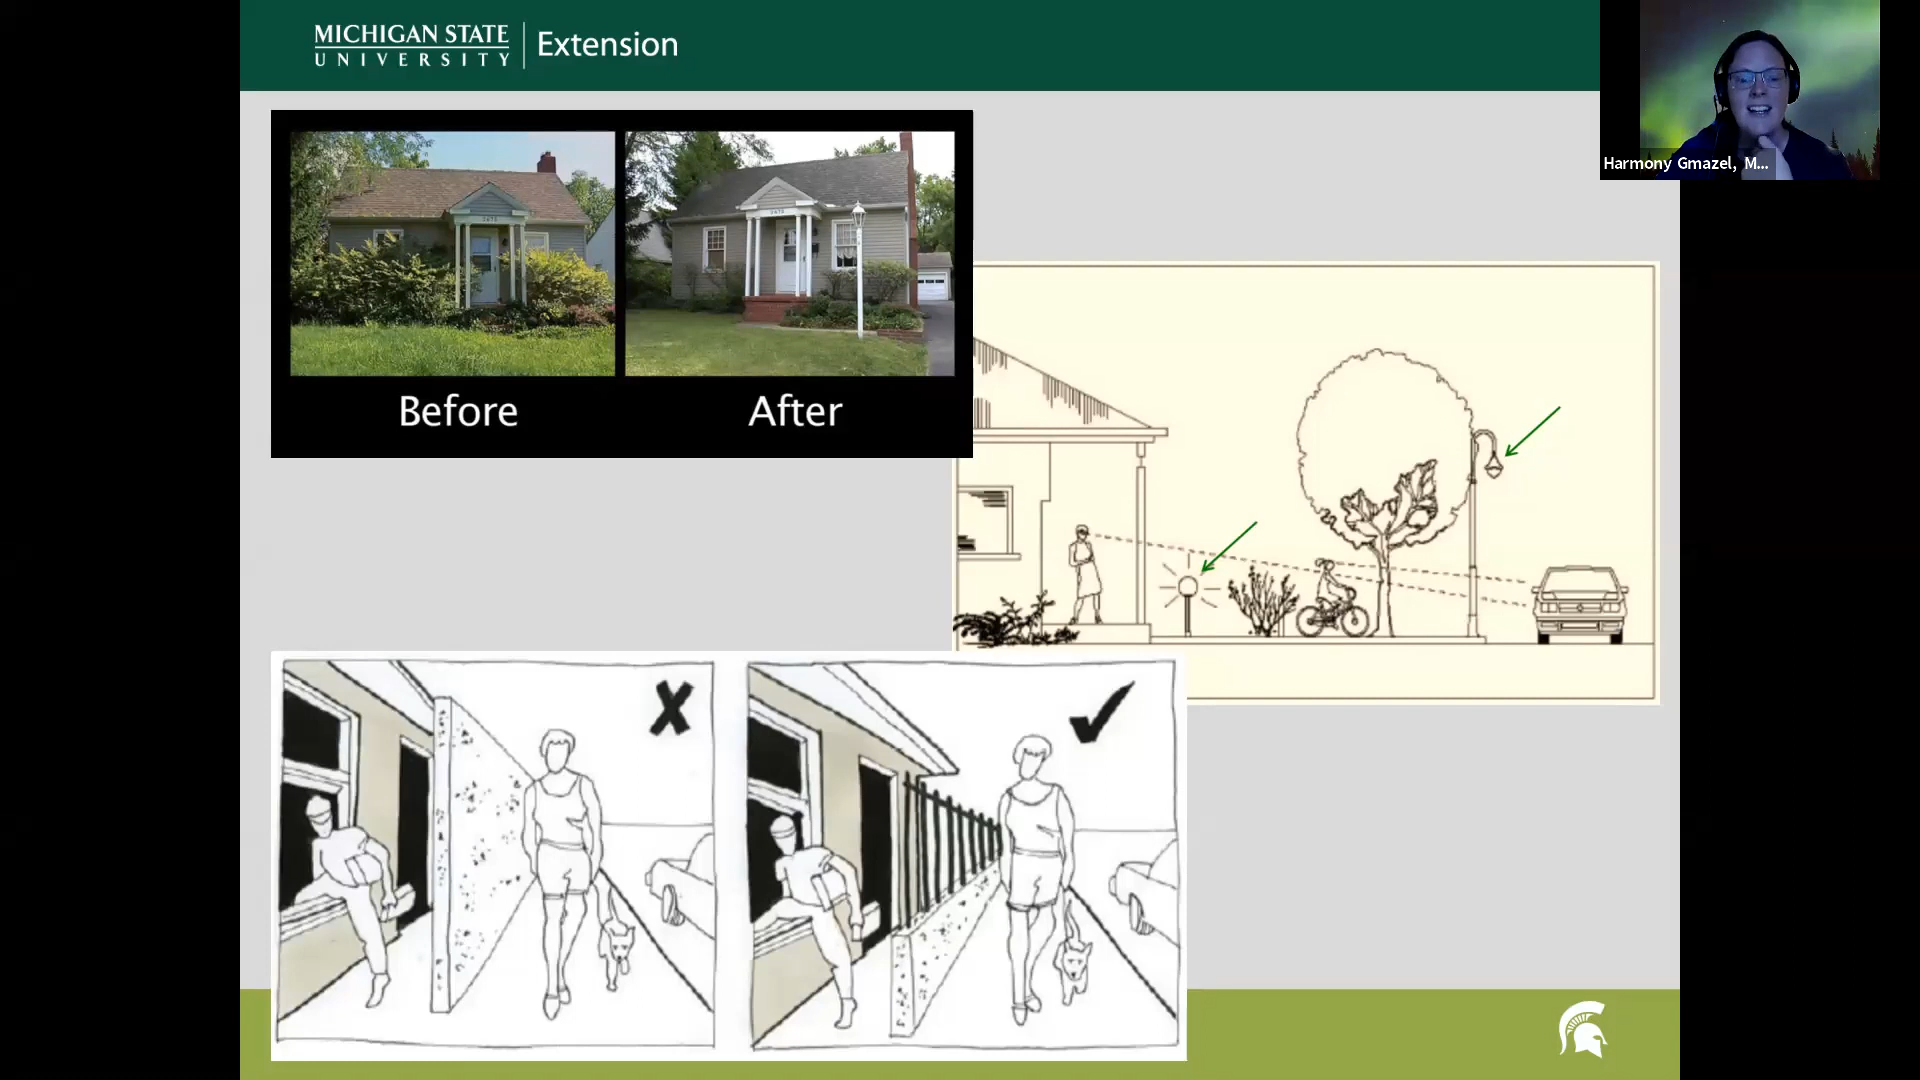 MICHIGAN STATE
UNIVERSITY
Extension
Harmony Gmazel, M...
Before
After